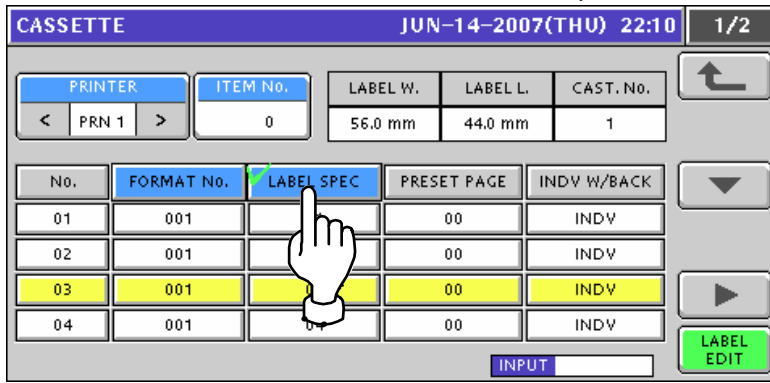 CASSETTE JUN-14-2007(THU) 22:10 1/2
PRINTER ITEM No. LABEL W. LABEL L. CAST. No.
< PRN 1 > 0 56.0 mm 44.0 mm 1
No. FORMAT No. LABEL SPEC PRESET PAGE INDV W/BACK
01 001 00 INDV
02 001 00 INDV
03 001 00 INDV
04 001 00 INDV
INPUT
LABEL
EDIT